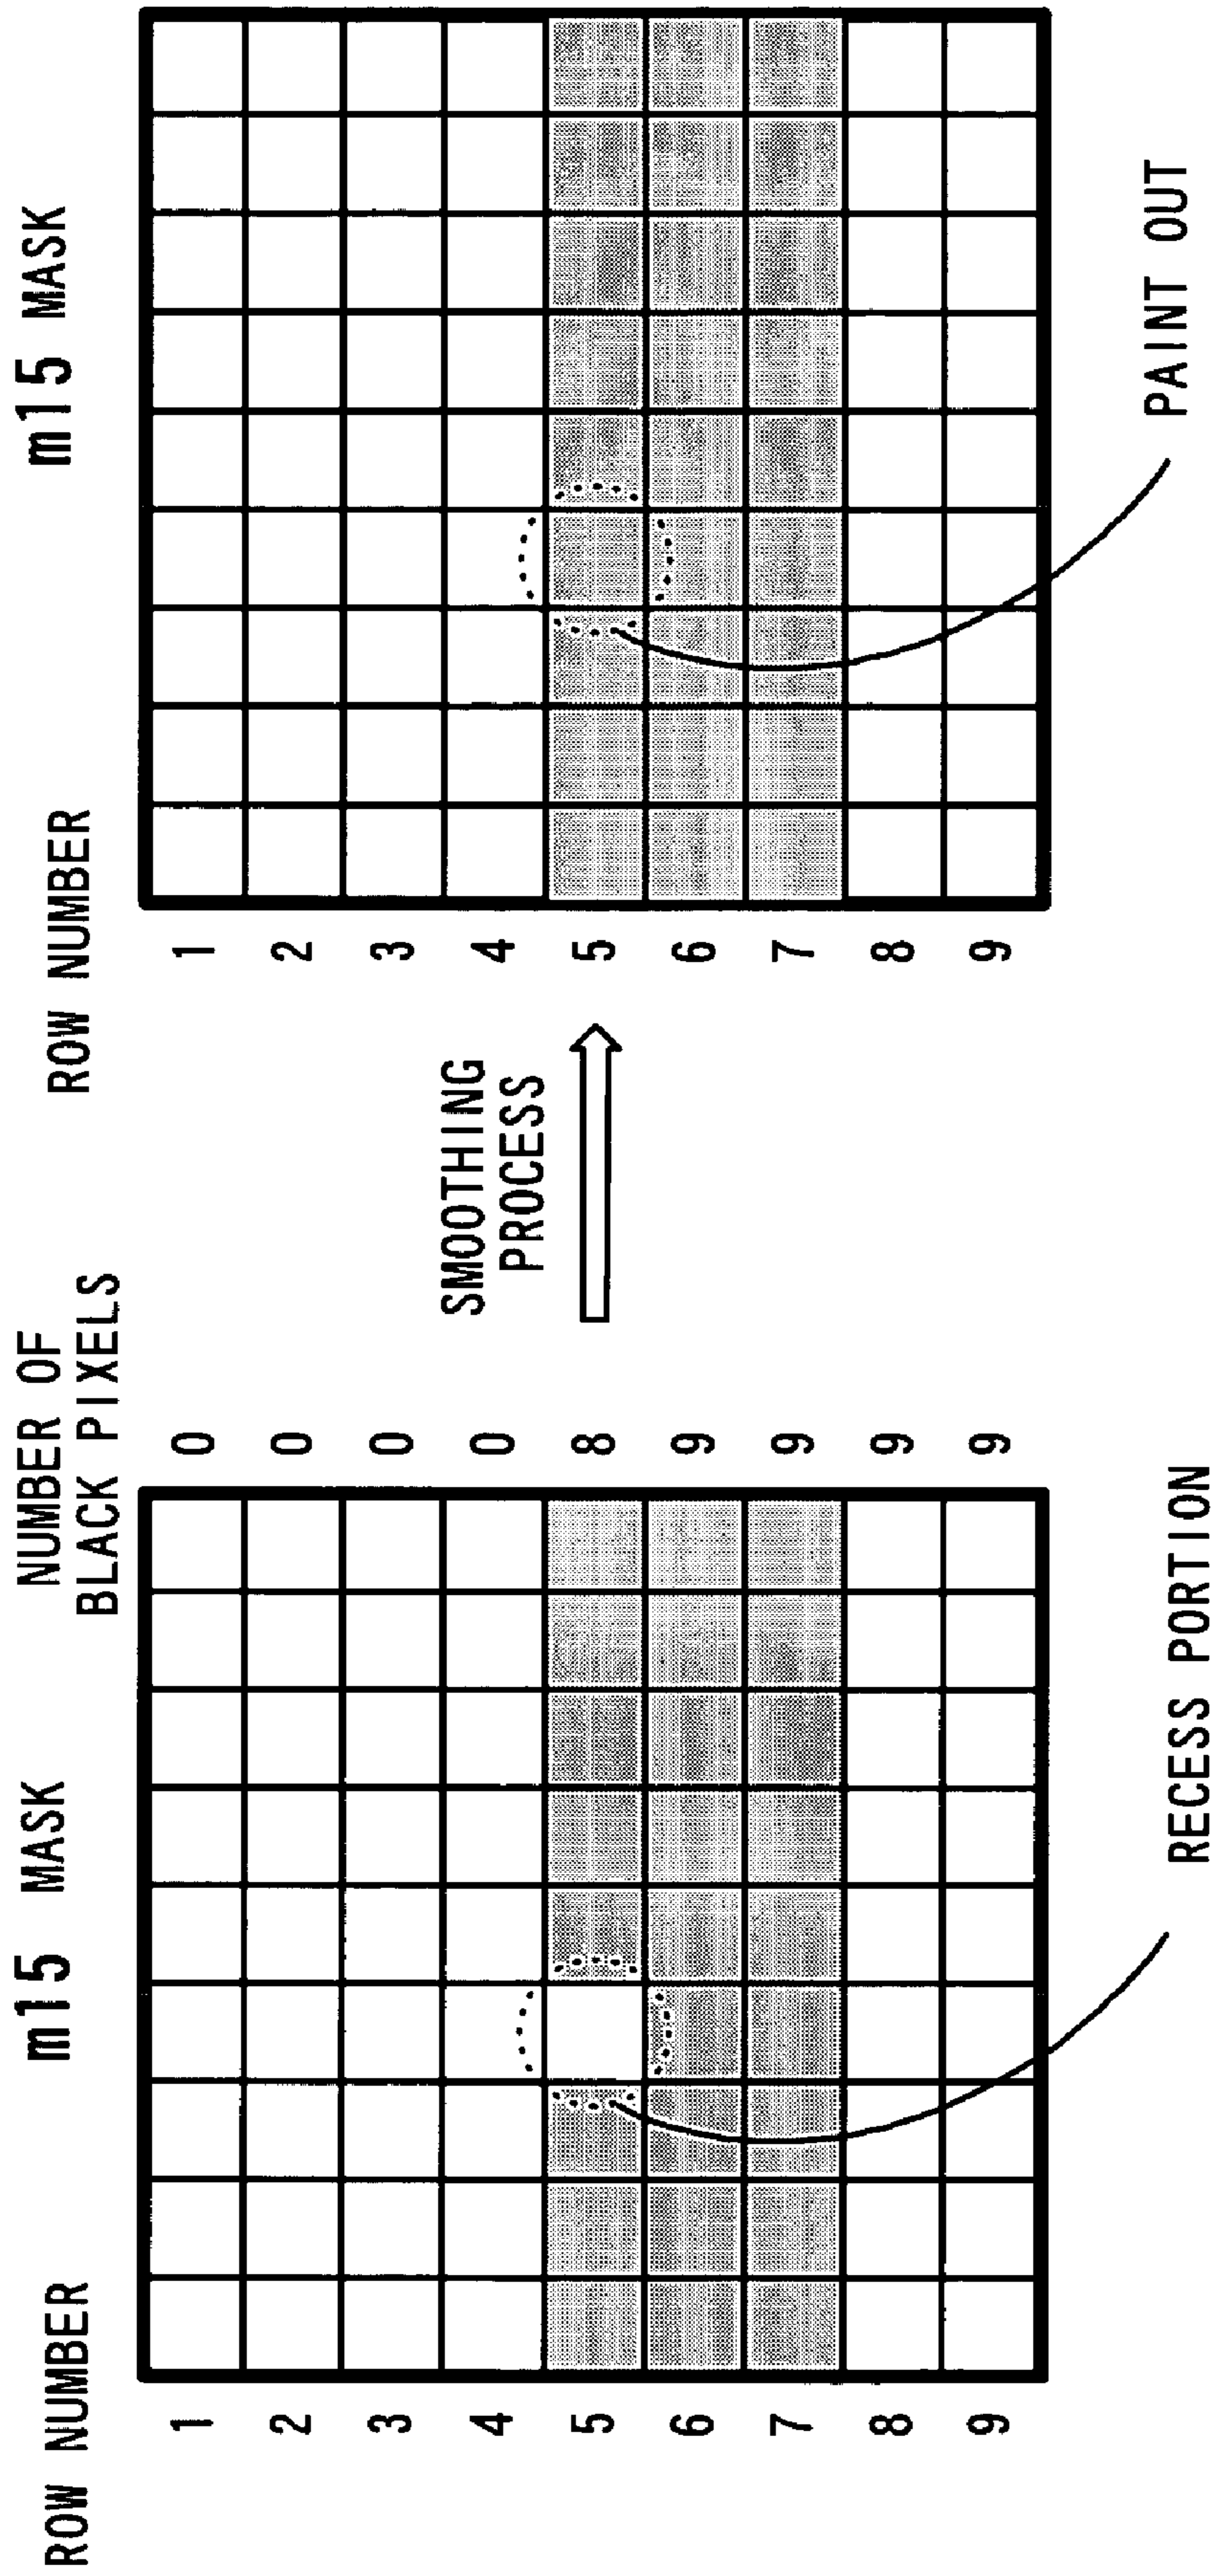 ROW NUMBER
m15 MASK
NUMBER OF
BLACK PIXELS
1 0
2 0
3 0
4 0
5 8
6 9
7 9
8 9
9 9
RECESS PORTION
SMOOTHING
PROCESS
ROW NUMBER
m15 MASK
1
2
3
4
5
6
7
8
9
PAINT OUT